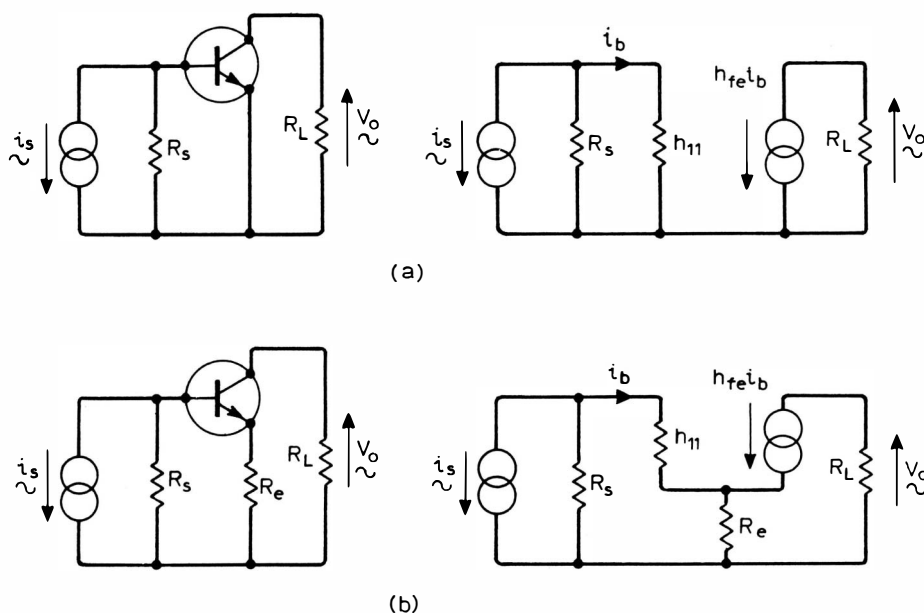 i_s
R_s
R_L
V_o
i_s
R_s
i_b
h_11
h_fe i_b
R_L
V_o
(a)
i_s
R_s
R_e
R_L
V_o
i_s
R_s
i_b
h_11
h_fe i_b
R_e
R_L
V_o
(b)